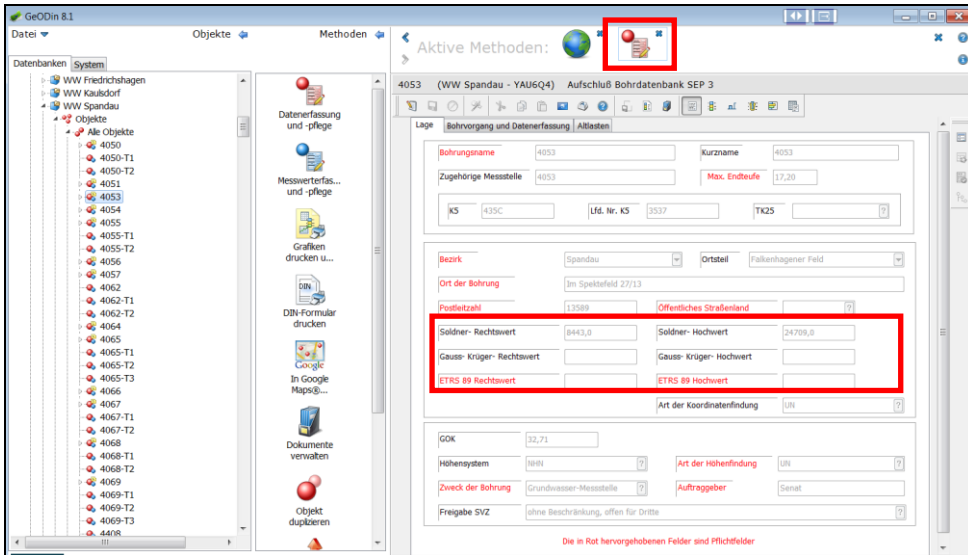 GeODin 8.1
Datei
Objekte
Methoden
Datenbanken System
WW Friedrichshagen
WW Kaulsdorf
WW Spandau
Objekte
Alle Objekte
4050
4050-T1
4050-T2
4051
4053
4054
4055
4055-T1
4055-T2
4056
4057
4062
4062-T1
4062-T2
4064
4065
4065-T1
4065-T2
4065-T3
4066
4067
4067-T1
4067-T2
4068
4068-T1
4068-T2
4069
4069-T1
4069-T2
4069-T3
4408
Datenerfassung
und -pflege
Messwerterfas...
und -pflege
Grafiken
drucken u...
DIN
DIN-Formular
drucken
Google
In Google
Maps®...
Dokumente
verwalten
Objekt
duplizieren
Aktive Methoden:
4053 (WW Spandau - YAU6Q4) Aufschluß Bohrdatenbank SEP 3
Lage Bohrvorgang und Datenerfassung Altlasten
Bohrungsname 4053 Kurzname 4053
Zugehörige Messstelle 4053 Max. Endteufe 17,20
K5 435C Lfd. Nr. K5 3537 TK25 ?
Bezirk Spandau Ortsteil Falkenhagener Feld
Ort der Bohrung Im Spektefeld 27/13
Postleitzahl 13589 Öffentliches Straßenland ?
Soldner- Rechtswert 8443,0 Soldner- Hochwert 24709,0
Gauss- Krüger- Rechtswert Gauss- Krüger- Hochwert
ETRS 89 Rechtswert ETRS 89 Hochwert
Art der Koordinatenfindung UN ?
GOK 32,71
Höhensystem NHN ? Art der Höhenfindung UN ?
Zweck der Bohrung Grundwasser-Messstelle ? Auftraggeber Senat
Freigabe SVZ ohne Beschränkung, offen für Dritte ?
Die in Rot hervorgehobenen Felder sind Pflichtfelder